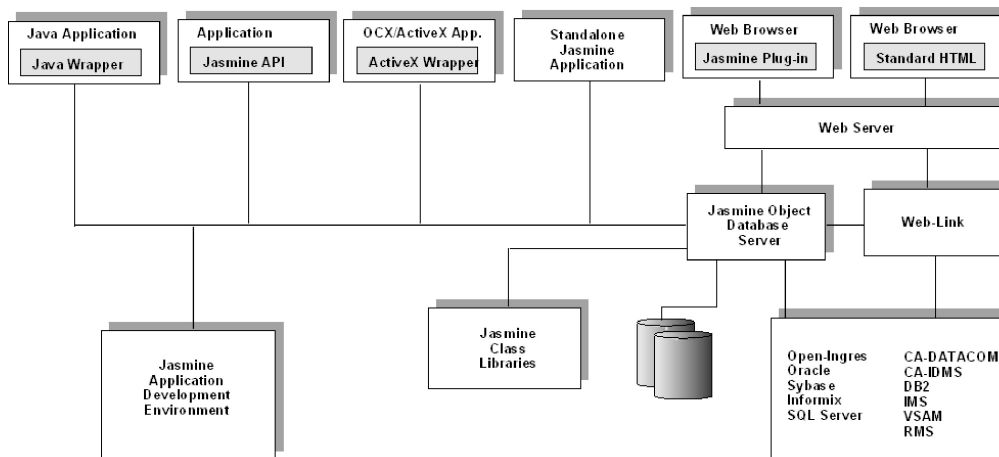 Java Application
Java Wrapper
Application
Jasmine API
OCX/ActiveX App.
ActiveX Wrapper
Standalone
Jasmine
Application
Web Browser
Jasmine Plug-in
Web Browser
Standard HTML
Web Server
Jasmine Object
Database
Server
Web-Link
Jasmine
Application
Development
Environment
Jasmine
Class
Libraries
Open-Ingres
Oracle
Sybase
Informix
SQL Server
CA-DATACOM
CA-IDMS
DB2
IMS
VSAM
RMS